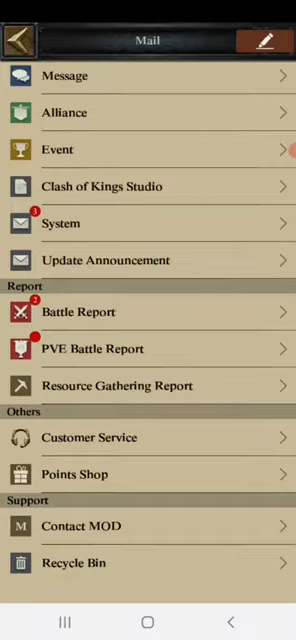 Mail
Message
Alliance
Event
Clash of Kings Studio
3
System
Update Announcement
Report
2
Battle Report
PVE Battle Report
Resource Gathering Report
Others
Customer Service
Points Shop
Support
M
Contact MOD
Recycle Bin